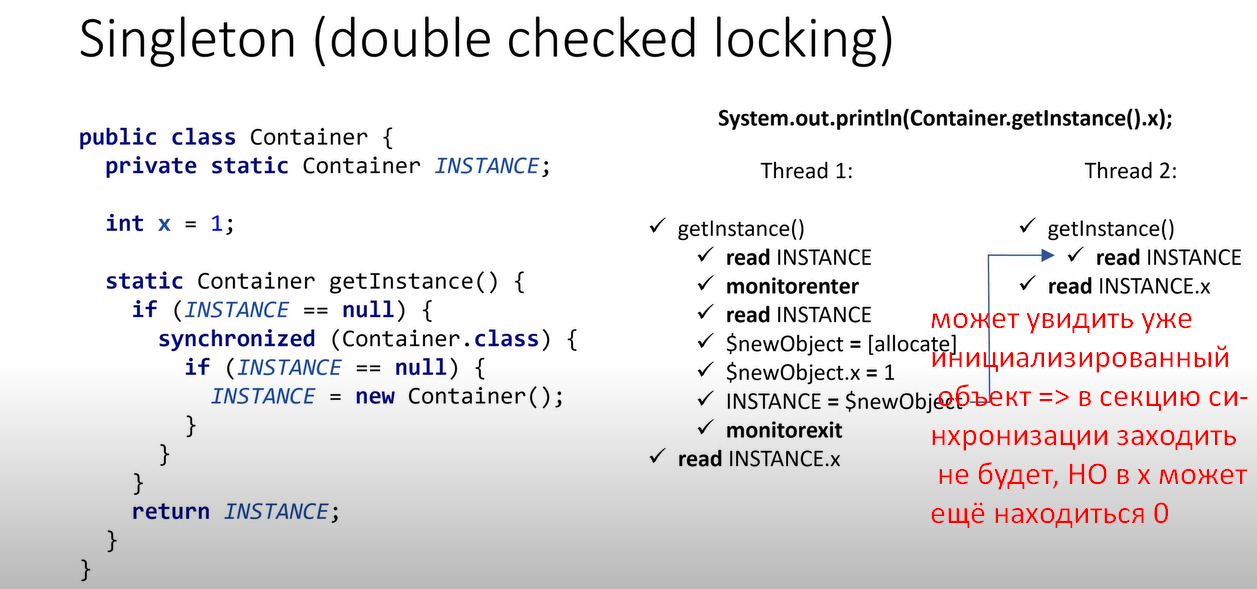 Singleton (double checked locking)
public class Container {
private static Container INSTANCE;
int x = 1;
static Container getInstance() {
if (INSTANCE == null) {
synchronized (Container.class) {
if (INSTANCE == null) {
INSTANCE = new Container();
}
}
}
return INSTANCE;
}
}
System.out.println(Container.getInstance().x);
Thread 1:
✓ getInstance()
✓ read INSTANCE
✓ monitorenter
✓ read INSTANCE
✓ $newObject = [allocate]
✓ $newObject.x = 1
✓ INSTANCE = $newObject
✓ monitorexit
✓ read INSTANCE.x
Thread 2:
✓ getInstance()
✓ read INSTANCE
✓ read INSTANCE.x
может увидить уже
инициализированный
объект => в секцию си-
нхронизации заходить
не будет, НО в х может
ещё находиться 0